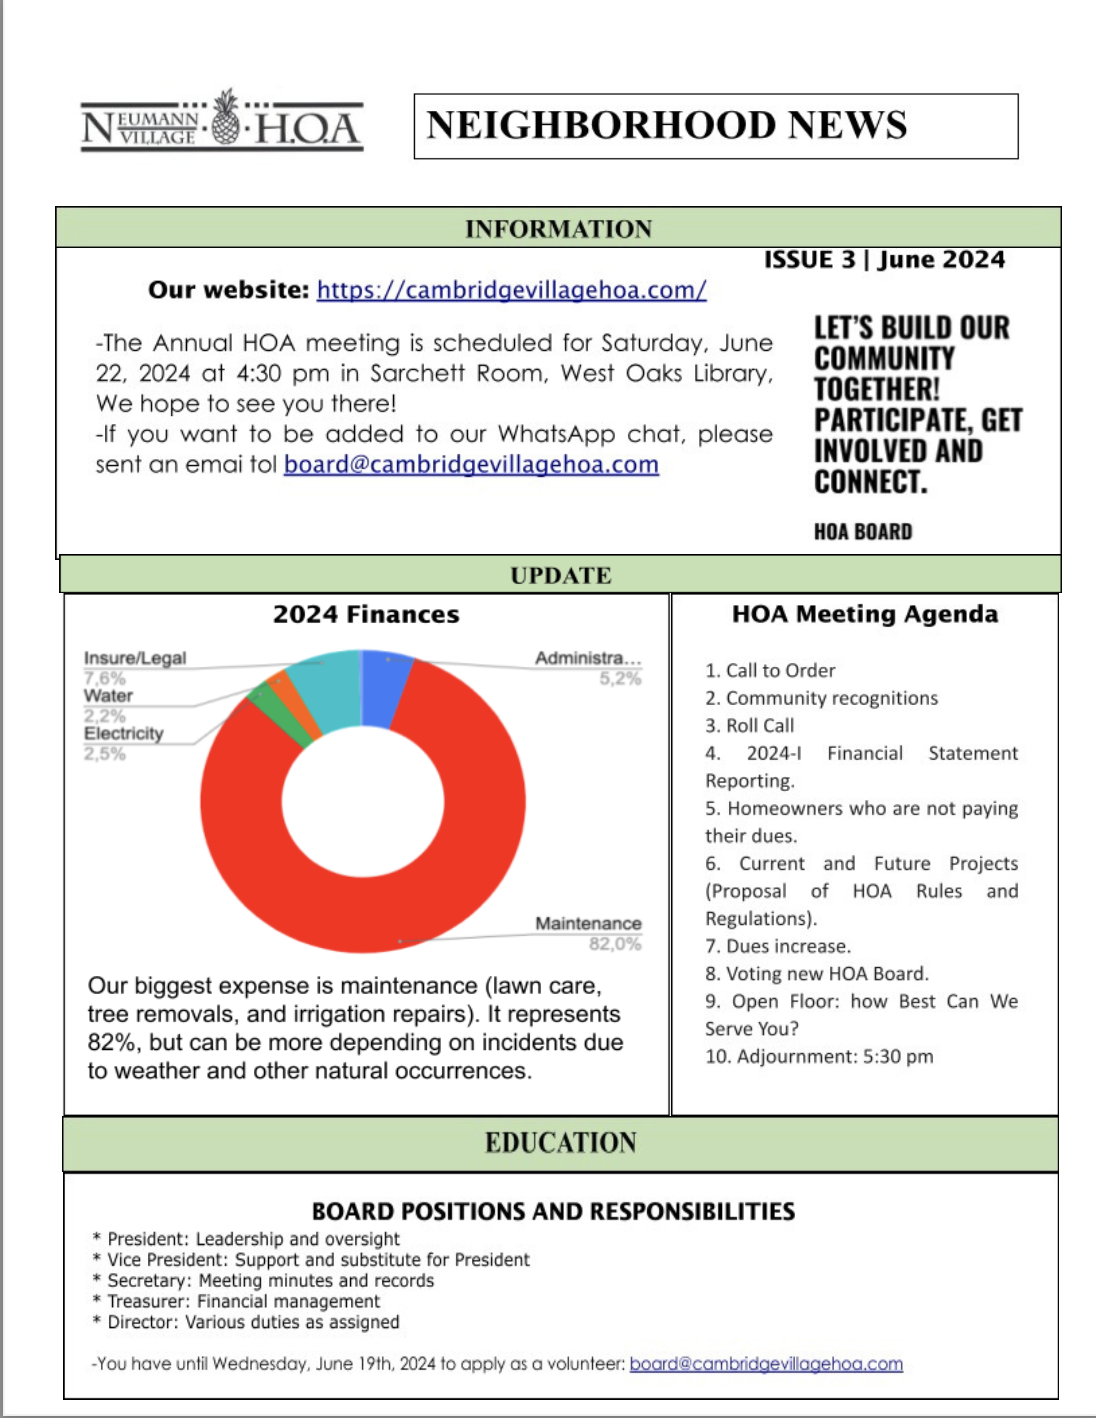 NEUMANN VILLAGE · H.O.A
NEIGHBORHOOD NEWS
INFORMATION
ISSUE 3 | June 2024
Our website: https://cambridgevillagehoa.com/
-The Annual HOA meeting is scheduled for Saturday, June
22, 2024 at 4:30 pm in Sarchett Room, West Oaks Library,
We hope to see you there!
-If you want to be added to our WhatsApp chat, please
sent an emai tol board@cambridgevillagehoa.com
LET'S BUILD OUR
COMMUNITY
TOGETHER!
PARTICIPATE, GET
INVOLVED AND
CONNECT.
HOA BOARD
UPDATE
2024 Finances
Insure/Legal
7,6%
Water
2,2%
Electricity
2,5%
Administra...
5,2%
Maintenance
82,0%
Our biggest expense is maintenance (lawn care,
tree removals, and irrigation repairs). It represents
82%, but can be more depending on incidents due
to weather and other natural occurrences.
HOA Meeting Agenda
1. Call to Order
2. Community recognitions
3. Roll Call
4. 2024-I Financial Statement
Reporting.
5. Homeowners who are not paying
their dues.
6. Current and Future Projects
(Proposal of HOA Rules and
Regulations).
7. Dues increase.
8. Voting new HOA Board.
9. Open Floor: how Best Can We
Serve You?
10. Adjournment: 5:30 pm
EDUCATION
BOARD POSITIONS AND RESPONSIBILITIES
* President: Leadership and oversight
* Vice President: Support and substitute for President
* Secretary: Meeting minutes and records
* Treasurer: Financial management
* Director: Various duties as assigned
-You have until Wednesday, June 19th, 2024 to apply as a volunteer: board@cambridgevillagehoa.com